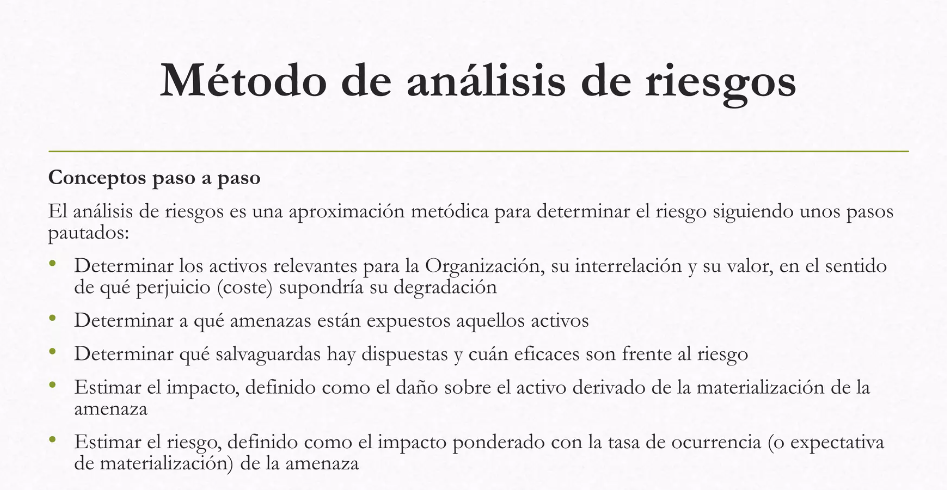 Método de análisis de riesgos
Conceptos paso a paso
El análisis de riesgos es una aproximación metódica para determinar el riesgo siguiendo unos pasos
pautados:
• Determinar los activos relevantes para la Organización, su interrelación y su valor, en el sentido
de qué perjuicio (coste) supondría su degradación
• Determinar a qué amenazas están expuestos aquellos activos
• Determinar qué salvaguardas hay dispuestas y cuán eficaces son frente al riesgo
• Estimar el impacto, definido como el daño sobre el activo derivado de la materialización de la
amenaza
• Estimar el riesgo, definido como el impacto ponderado con la tasa de ocurrencia (o expectativa
de materialización) de la amenaza